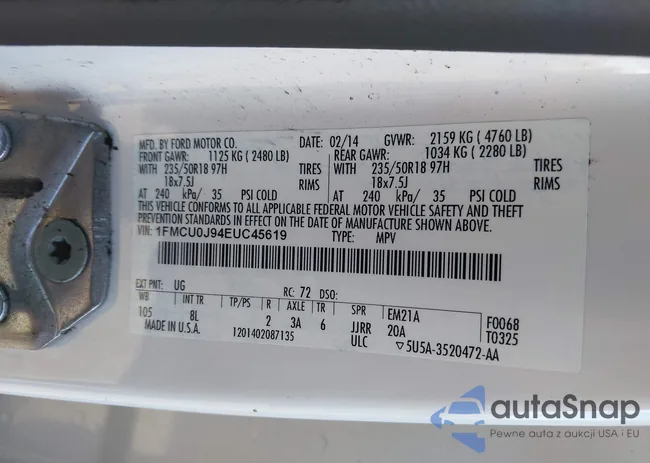 MFD. BY FORD MOTOR CO. DATE: 02/14 GVWR: 2159 KG (4760 LB)
FRONT GAWR: 1125 KG (2480 LB) REAR GAWR: 1034 KG (2280 LB)
WITH 235/50R18 97H TIRES WITH 235/50R18 97H TIRES
18x7.5J RIMS 18x7.5J RIMS
AT 240 kPa/ 35 PSI COLD AT 240 kPa/ 35 PSI COLD
THIS VEHICLE CONFORMS TO ALL APPLICABLE FEDERAL MOTOR VEHICLE SAFETY AND THEFT
PREVENTION STANDARDS IN EFFECT ON THE DATE OF MANUFACTURE SHOWN ABOVE.
VIN: 1FMCU0J94EUC45619 TYPE: MPV
EXT PNT: UG RC: 72 DSO:
WB INT TR TP/PS R AXLE TR SPR EM21A F0068
105 8L 2 3A 6 JJRR 20A T0325
MADE IN U.S.A. 1201402087135 ULC ▽5U5A-3520472-AA
autoSnap
Pewne auta z aukcji USA i EU